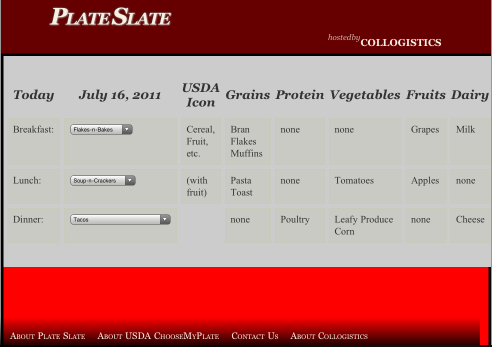 PLATESLATE
hostedby COLLOGISTICS
Today July 16, 2011 USDA Icon Grains Protein Vegetables Fruits Dairy
Breakfast: Flakes-n-Bakes Cereal, Fruit, etc. Bran Flakes Muffins none none Grapes Milk
Lunch: Soup-n-Crackers (with fruit) Pasta Toast none Tomatoes Apples none
Dinner: Tacos none Poultry Leafy Produce Corn none Cheese
ABOUT PLATE SLATE ABOUT USDA CHOOSEMYPLATE CONTACT US ABOUT COLLOGISTICS